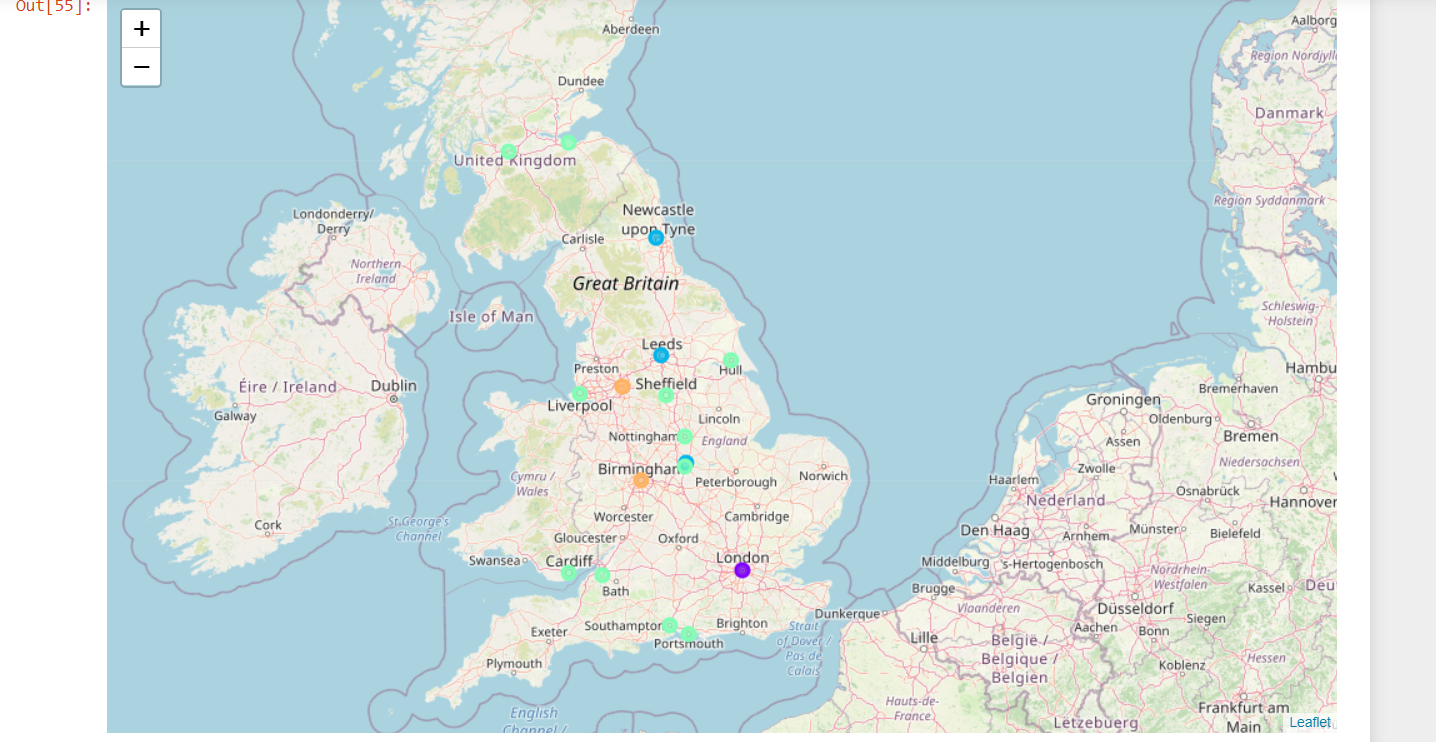 Out[55]:
+
−
Aberdeen
Aalborg
Region Nordjylla
Dundee
Danmark
United Kingdom
Region Syddanmark
Londonderry/
Derry
Newcastle
upon Tyne
Carlisle
Northern
Ireland
Great Britain
Isle of Man
Schleswig-
Holstein
Leeds
Preston
Hull
Hambu
Éire / Ireland
Dublin
Sheffield
Bremerhaven
Liverpool
Groningen
Galway
Lincoln
Oldenburg
Nottingham
England
Assen
Bremen
Birmingham
Zwolle
Niedersachsen
Cymru /
Wales
Peterborough
Norwich
Haarlem
Nederland
Osnabrück
Hannover
Cork
St George's
Channel
Worcester
Cambridge
Gloucester
Oxford
Den Haag
Arnhem
Münster
Bielefeld
Swansea
Cardiff
London
Middelburg
's-Hertogenbosch
Nordrhein-
Westfalen
Kassel
Deu
Bath
Brugge
Vlaanderen
Düsseldorf
Siegen
Dunkerque
Exeter
Southampton
Brighton
Strait
of Dover /
Pas de
Calais
Portsmouth
Lille
België /
Belgique /
Belgien
Aachen
Bonn
Plymouth
Koblenz
Hessen
English
Channel /
Hauts-de-
France
Lëtzebuerg
Frankfurt am
Main
Leaflet